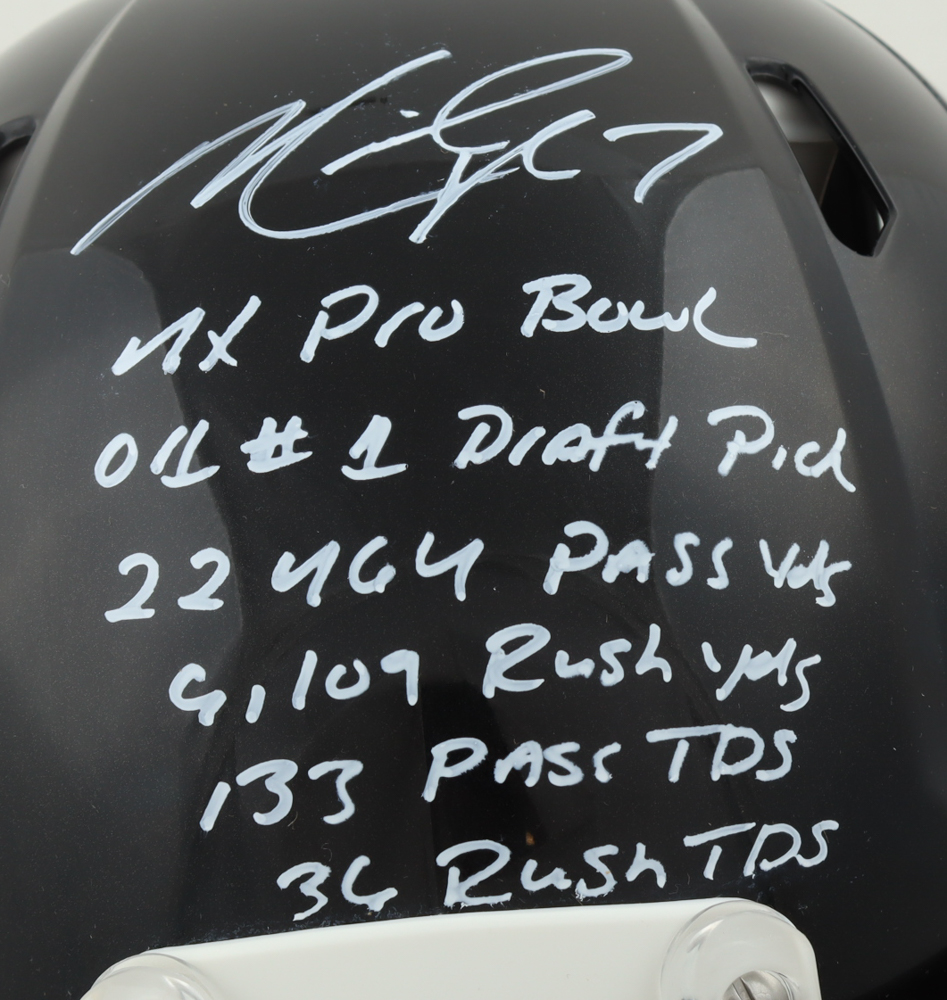 7
4X Pro Bowl
01 #1 Draft Pick
22 464 PASS Yds
6,109 Rush yds
133 PASS TDS
36 Rush TDS